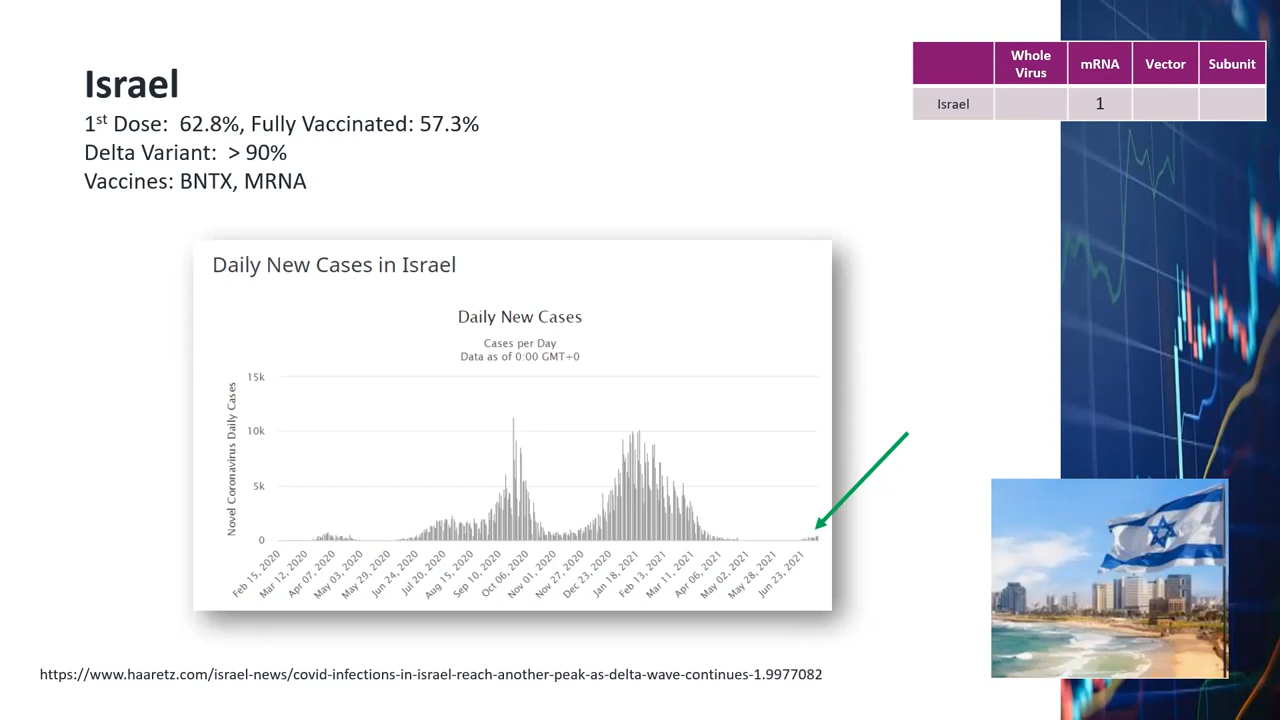 Israel
1st Dose:  62.8%, Fully Vaccinated: 57.3%
Delta Variant:  > 90%
Vaccines: BNTX, MRNA
Whole Virus mRNA Vector Subunit
Israel 1
Daily New Cases in Israel
Daily New Cases
Cases per Day
Data as of 0:00 GMT+0
Novel Coronavirus Daily Cases
15k
10k
5k
0
Feb 15, 2020 Mar 12, 2020 Apr 07, 2020 May 03, 2020 May 29, 2020 Jun 24, 2020 Jul 20, 2020 Aug 15, 2020 Sep 10, 2020 Oct 06, 2020 Nov 01, 2020 Nov 27, 2020 Dec 23, 2020 Jan 18, 2021 Feb 13, 2021 Mar 11, 2021 Apr 06, 2021 May 02, 2021 May 28, 2021 Jun 23, 2021
https://www.haaretz.com/israel-news/covid-infections-in-israel-reach-another-peak-as-delta-wave-continues-1.9977082